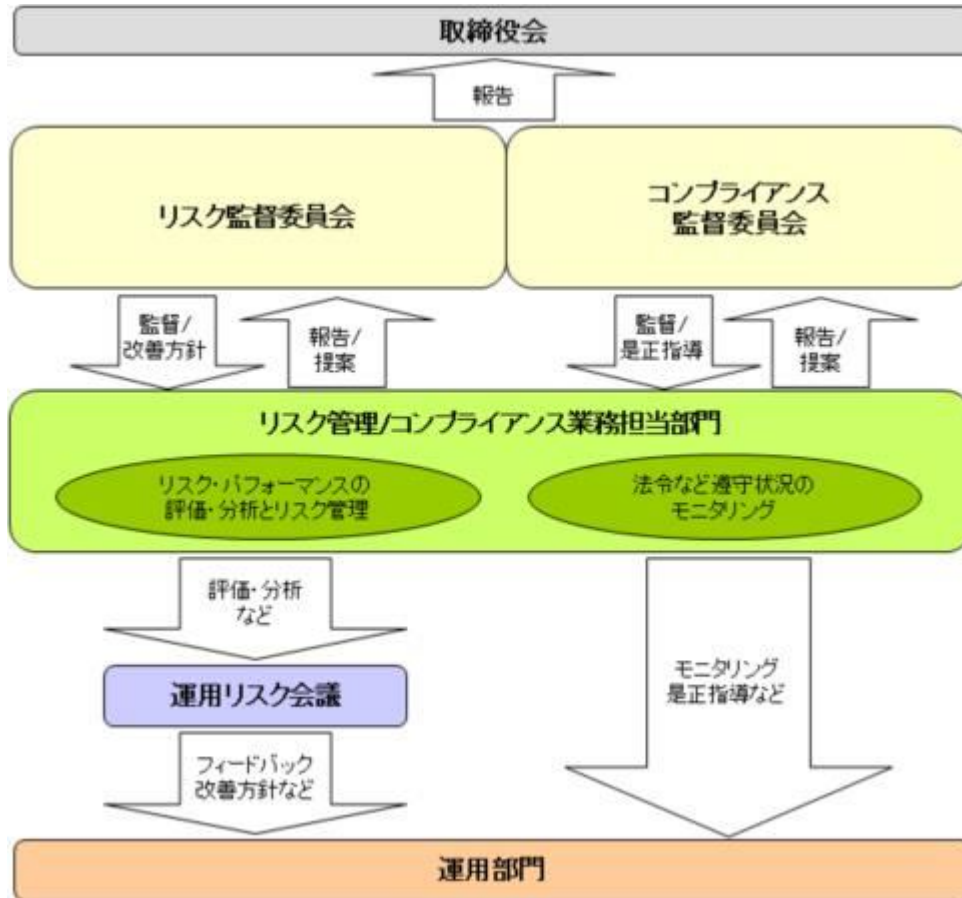 取締役会
報告
リスク監督委員会
コンプライアンス
監督委員会
監督/
改善方針
報告/
提案
監督/
是正指導
報告/
提案
リスク管理/コンプライアンス業務担当部門
リスク・パフォーマンスの
評価・分析とリスク管理
法令など遵守状況の
モニタリング
評価・分析
など
運用リスク会議
モニタリング
是正指導など
フィードバック
改善方針など
運用部門